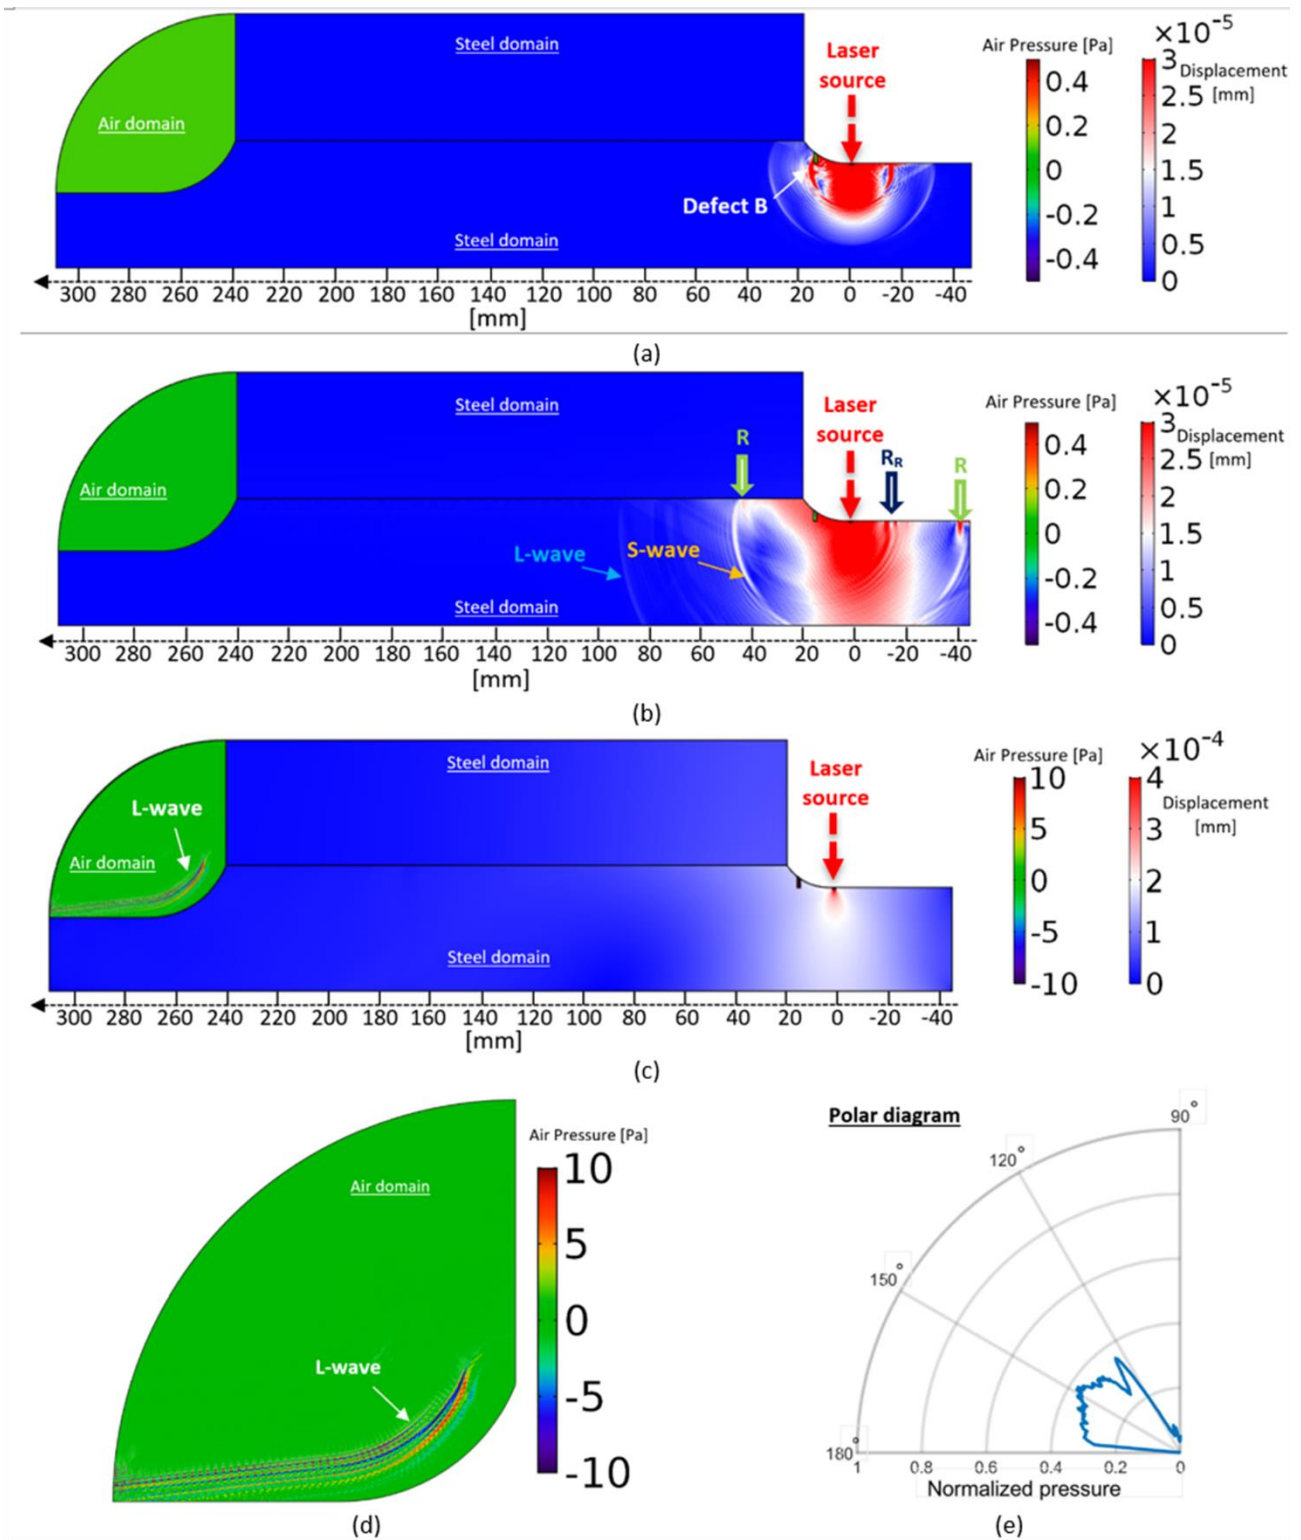 Steel domain
Air domain
Steel domain
Laser
source
Defect B
Air Pressure [Pa]
0.4
0.2
0
-0.2
-0.4
×10⁻⁵
Displacement
[mm]
3
2.5
2
1.5
1
0.5
0
300 280 260 240 220 200 180 160 140 120 100 80 60 40 20 0 -20 -40
[mm]
(a)
Steel domain
Air domain
Steel domain
R
Laser
source
R_R
R
L-wave
S-wave
Air Pressure [Pa]
0.4
0.2
0
-0.2
-0.4
×10⁻⁵
Displacement
[mm]
3
2.5
2
1.5
1
0.5
0
300 280 260 240 220 200 180 160 140 120 100 80 60 40 20 0 -20 -40
[mm]
(b)
Steel domain
L-wave
Air domain
Steel domain
Laser
source
Air Pressure [Pa]
10
5
0
-5
-10
×10⁻⁴
Displacement
[mm]
4
3
2
1
0
300 280 260 240 220 200 180 160 140 120 100 80 60 40 20 0 -20 -40
[mm]
(c)
Air Pressure [Pa]
Air domain
L-wave
10
5
0
-5
-10
(d)
Polar diagram
90°
120°
150°
180°
1 0.8 0.6 0.4 0.2 0
Normalized pressure
(e)